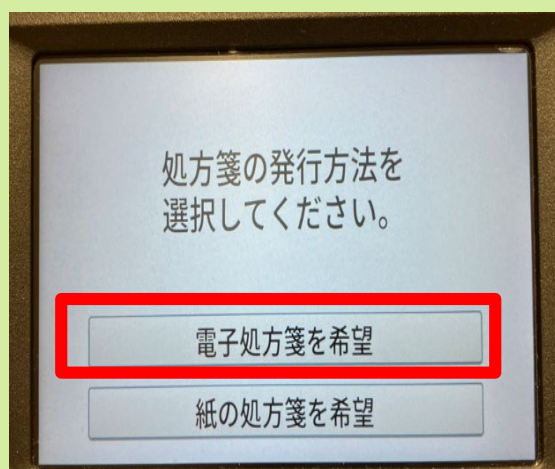 処方箋の発行方法を
選択してください。
電子処方箋を希望
紙の処方箋を希望